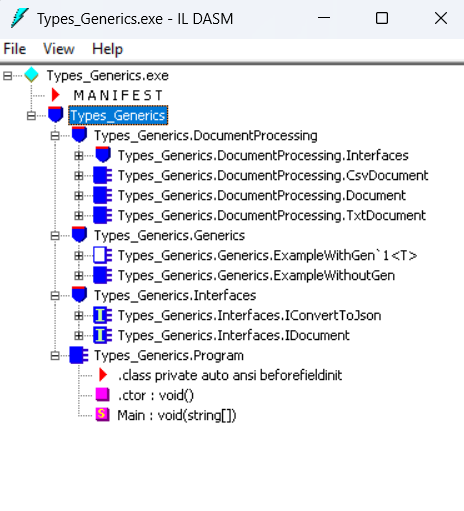 Types_Generics.exe - IL DASM
File View Help
Types_Generics.exe
MANIFEST
Types_Generics
Types_Generics.DocumentProcessing
Types_Generics.DocumentProcessing.Interfaces
Types_Generics.DocumentProcessing.CsvDocument
Types_Generics.DocumentProcessing.Document
Types_Generics.DocumentProcessing.TxtDocument
Types_Generics.Generics
Types_Generics.Generics.ExampleWithGen`1<T>
Types_Generics.Generics.ExampleWithoutGen
Types_Generics.Interfaces
Types_Generics.Interfaces.IConvertToJson
Types_Generics.Interfaces.IDocument
Types_Generics.Program
.class private auto ansi beforefieldinit
.ctor : void()
Main : void(string[])